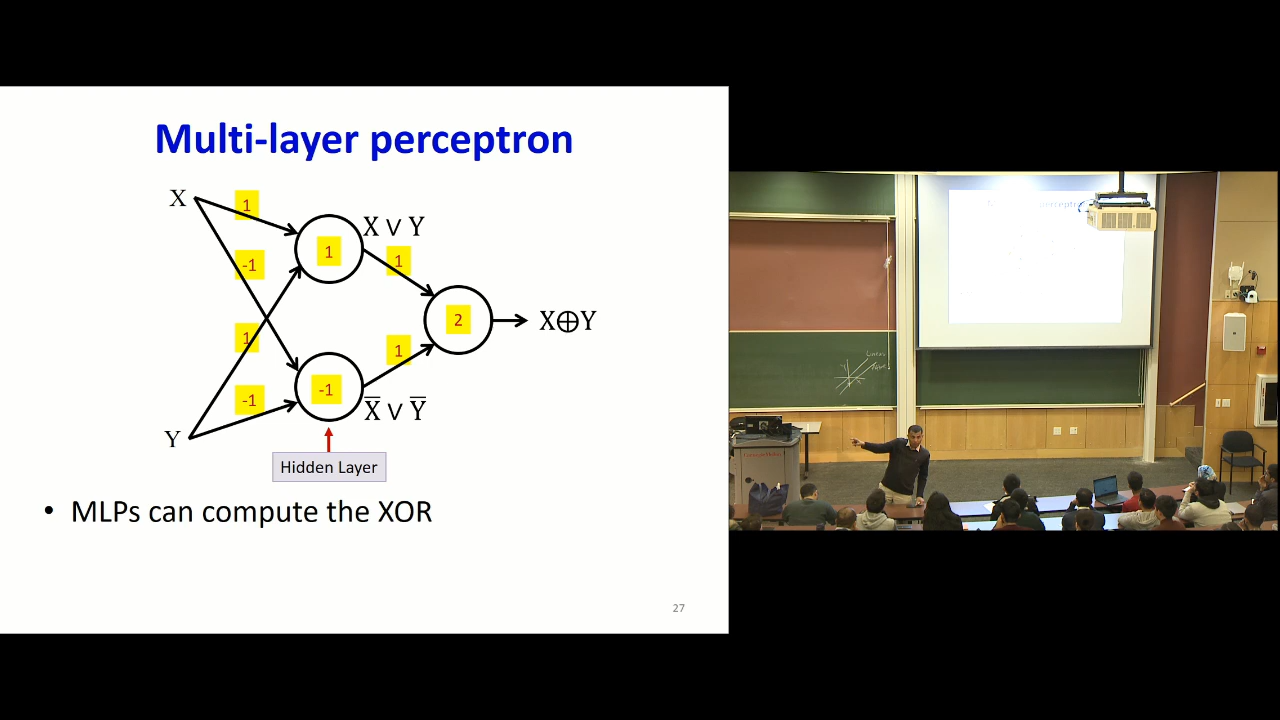 Multi-layer perceptron
X
1
X ∨ Y
-1
1
1
2
X⊕Y
1
1
-1
-1
X̅ ∨ Y̅
Y
Hidden Layer
• MLPs can compute the XOR
27
perceptron